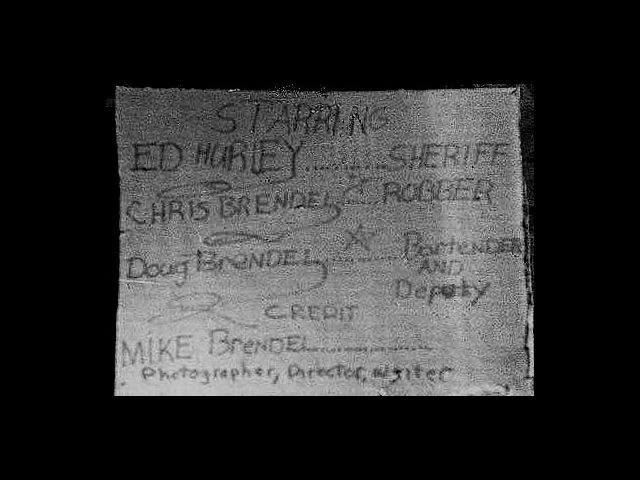 STARRING
ED HURLEY..........SHERIFF
CHRIS BRENDEL ROBBER
Doug BRENDEL.......... BartENDER
AND
Deputy
CREDIT
MIKE BrENDEL..................
Photographer, Director, Writer